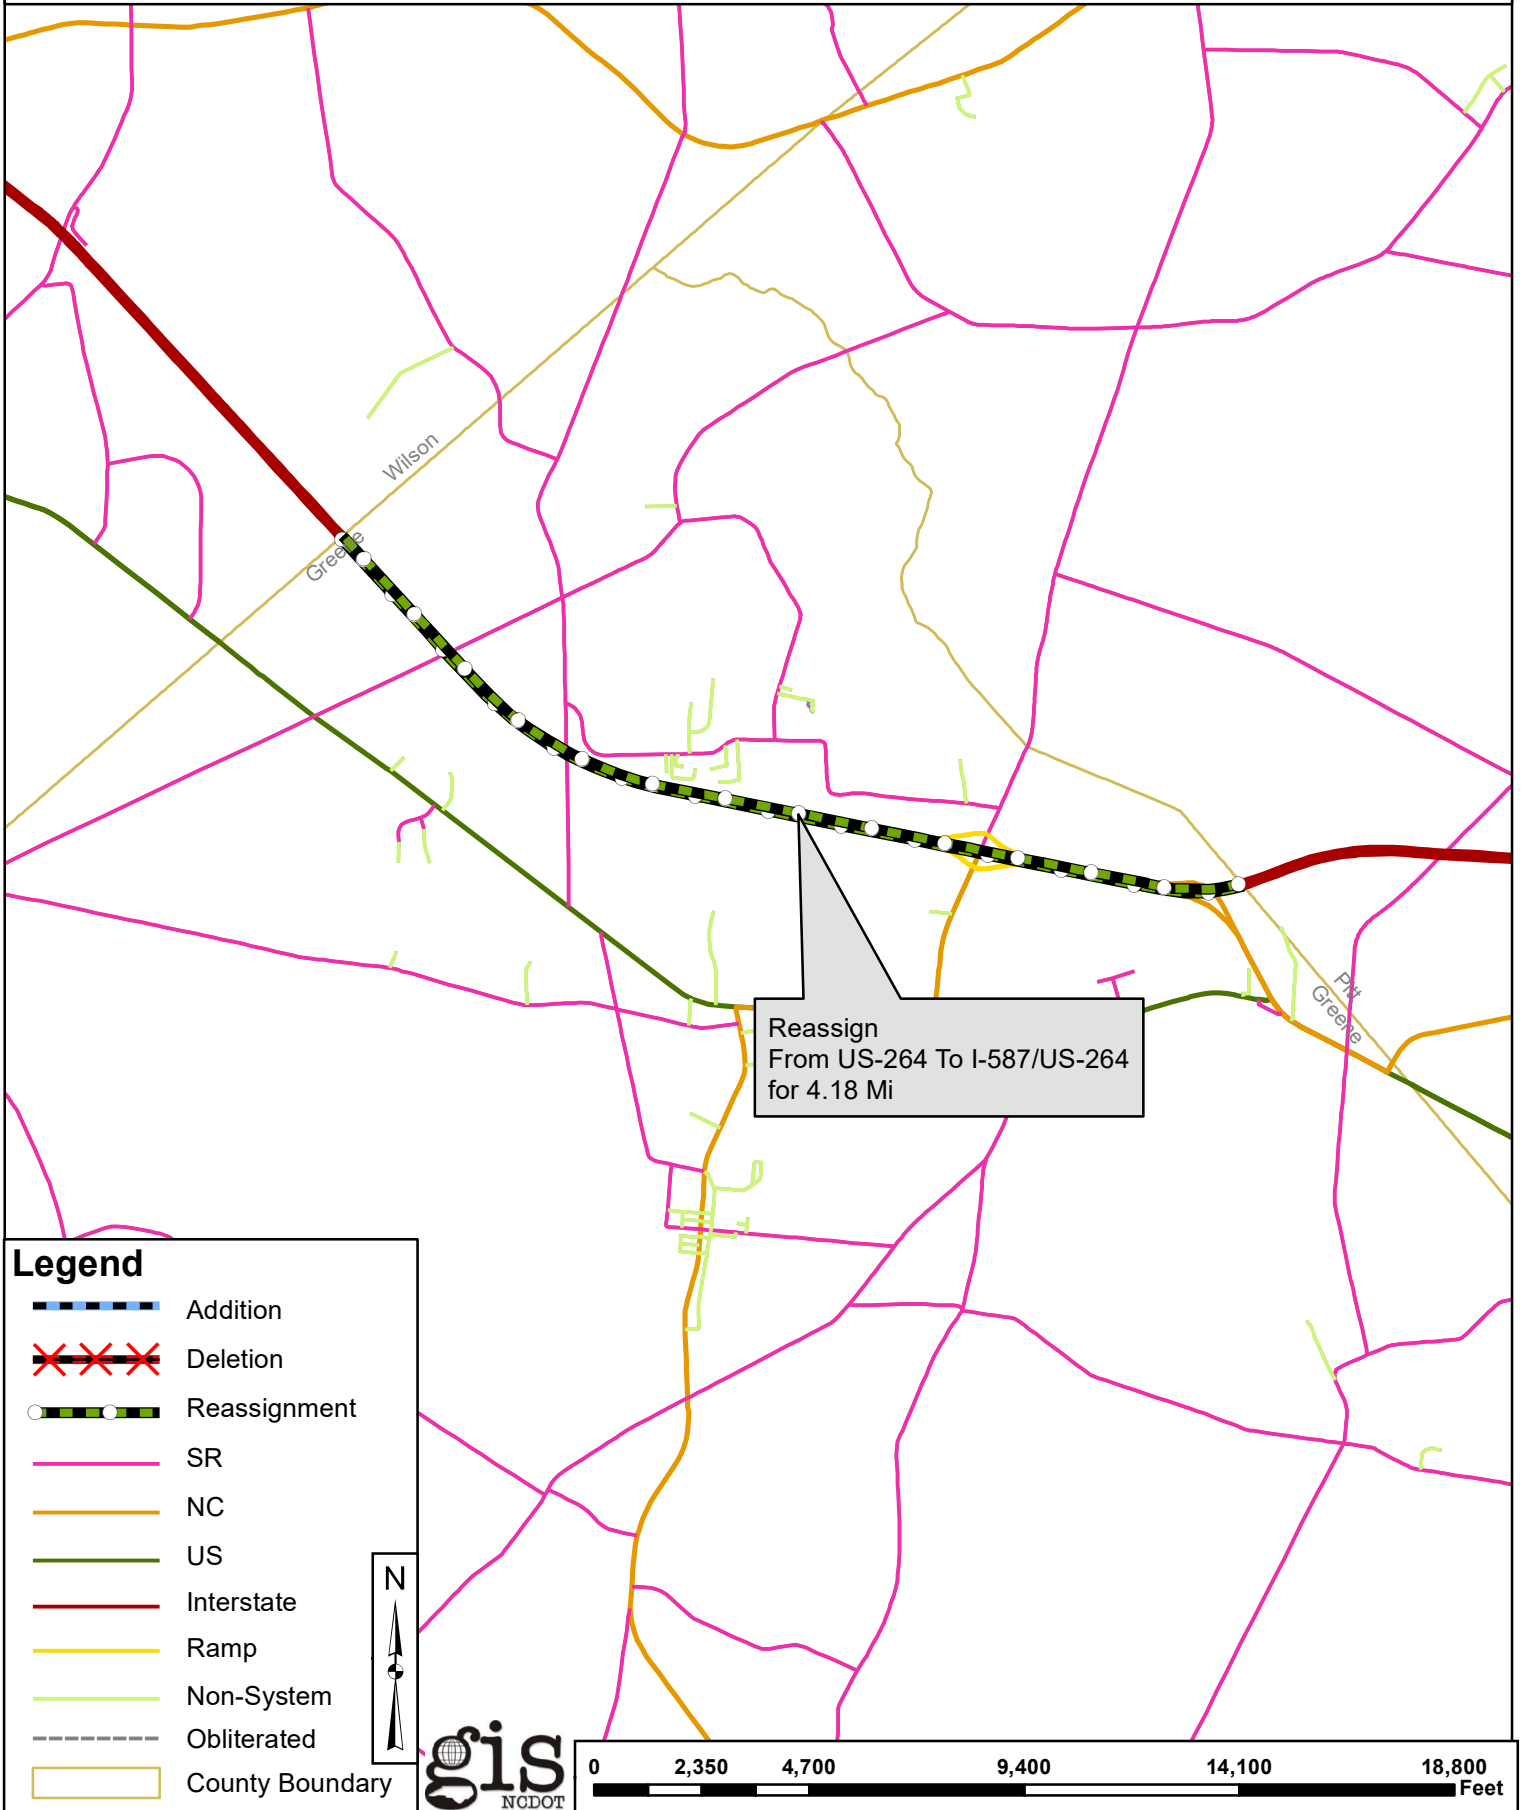 Wilson
Greene
Pitt
Greene
Reassign
From US-264 To I-587/US-264
for 4.18 Mi
Legend
Addition
Deletion
Reassignment
SR
NC
US
Interstate
Ramp
Non-System
Obliterated
County Boundary
N
gis
NCDOT
0 2,350 4,700 9,400 14,100 18,800
Feet